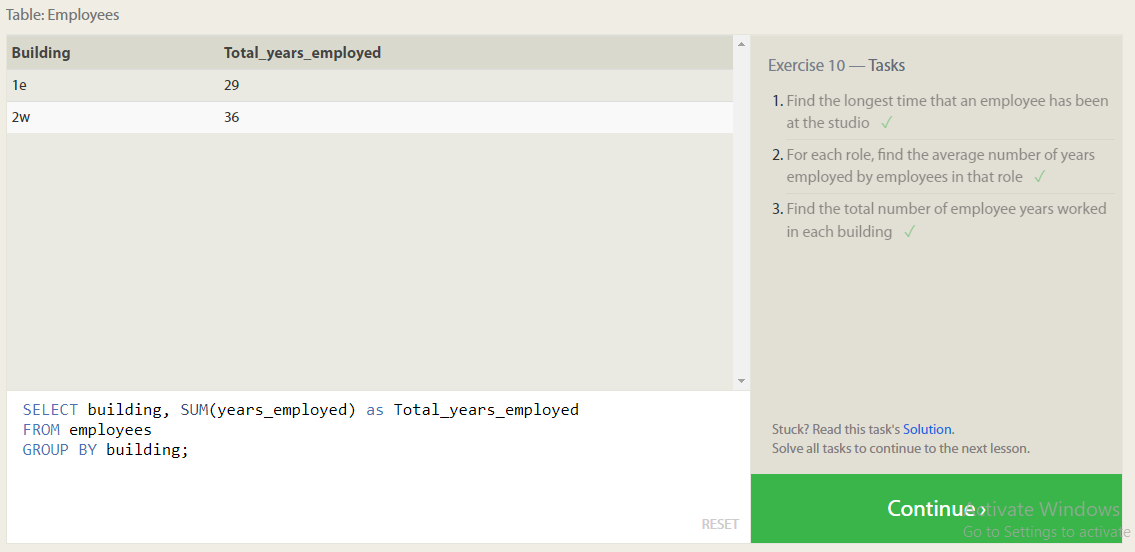 Table: Employees
Building Total_years_employed
1e 29
2w 36
SELECT building, SUM(years_employed) as Total_years_employed
FROM employees
GROUP BY building;
RESET
Exercise 10 — Tasks
1. Find the longest time that an employee has been
at the studio ✓
2. For each role, find the average number of years
employed by employees in that role ✓
3. Find the total number of employee years worked
in each building ✓
Stuck? Read this task's Solution.
Solve all tasks to continue to the next lesson.
Continue ›
Activate Windows
Go to Settings to activate